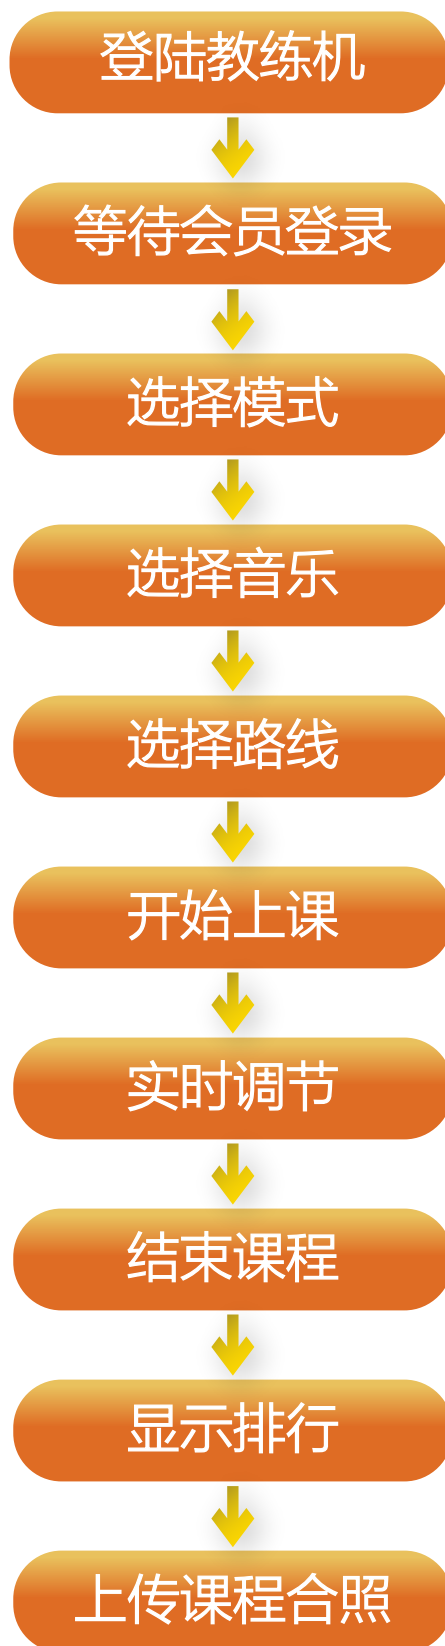 登陆教练机
等待会员登录
选择模式
选择音乐
选择路线
开始上课
实时调节
结束课程
显示排行
上传课程合照